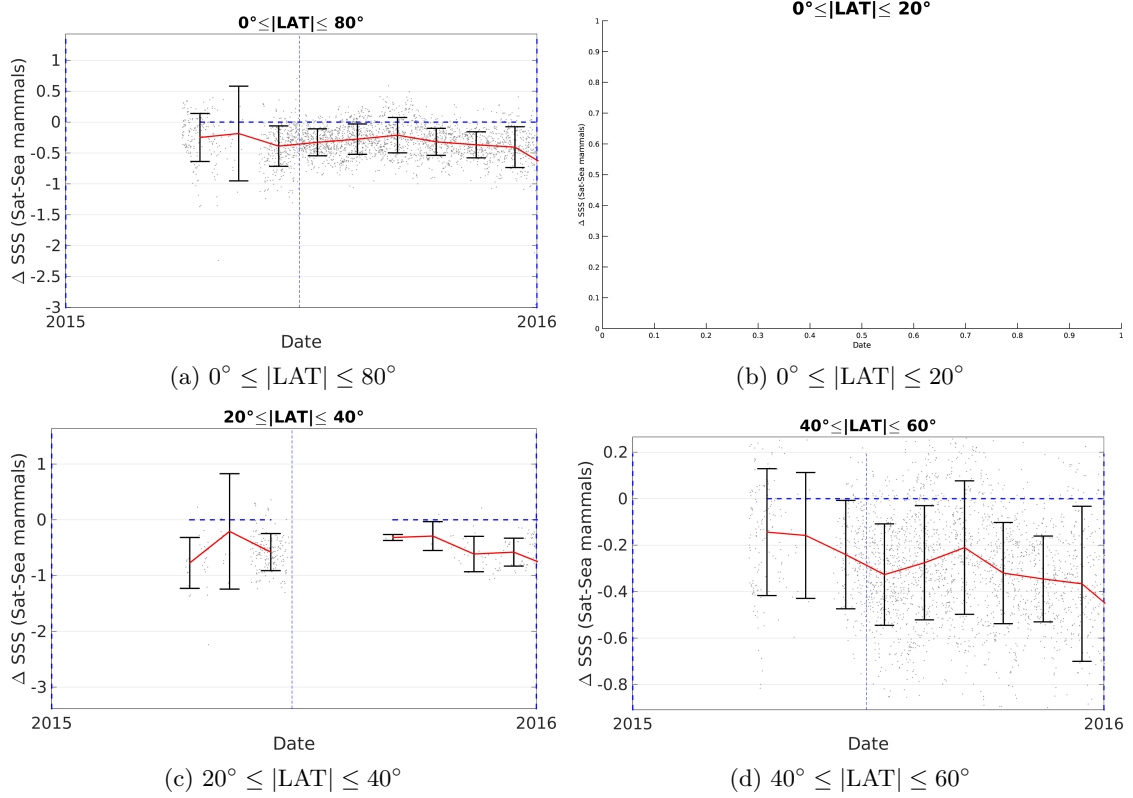 0°≤|LAT|≤ 80°
1
0.5
0
-0.5
-1
-1.5
-2
-2.5
-3
Δ SSS (Sat-Sea mammals)
2015
2016
Date
(a) 0° ≤ |LAT| ≤ 80°
0°≤|LAT|≤ 20°
1
0.9
0.8
0.7
0.6
0.5
0.4
0.3
0.2
0.1
0
Δ SSS (Sat-Sea mammals)
0 0.1 0.2 0.3 0.4 0.5 0.6 0.7 0.8 0.9 1
Date
(b) 0° ≤ |LAT| ≤ 20°
20°≤|LAT|≤ 40°
1
0
-1
-2
-3
Δ SSS (Sat-Sea mammals)
2015
2016
Date
(c) 20° ≤ |LAT| ≤ 40°
40°≤|LAT|≤ 60°
0.2
0
-0.2
-0.4
-0.6
-0.8
Δ SSS (Sat-Sea mammals)
2015
2016
Date
(d) 40° ≤ |LAT| ≤ 60°